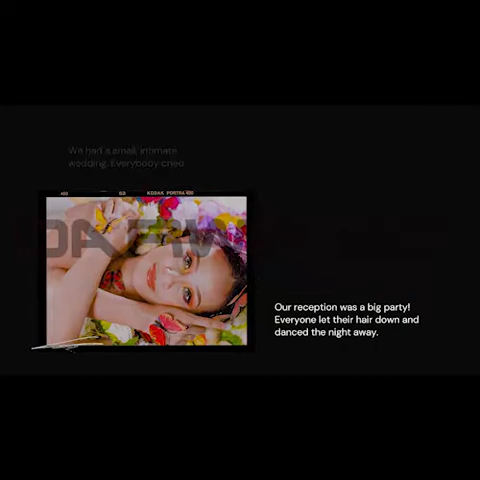 We had a small, intimate
wedding. Everybody cried
KODAK PORTRA 400
Our reception was a big party!
Everyone let their hair down and
danced the night away.